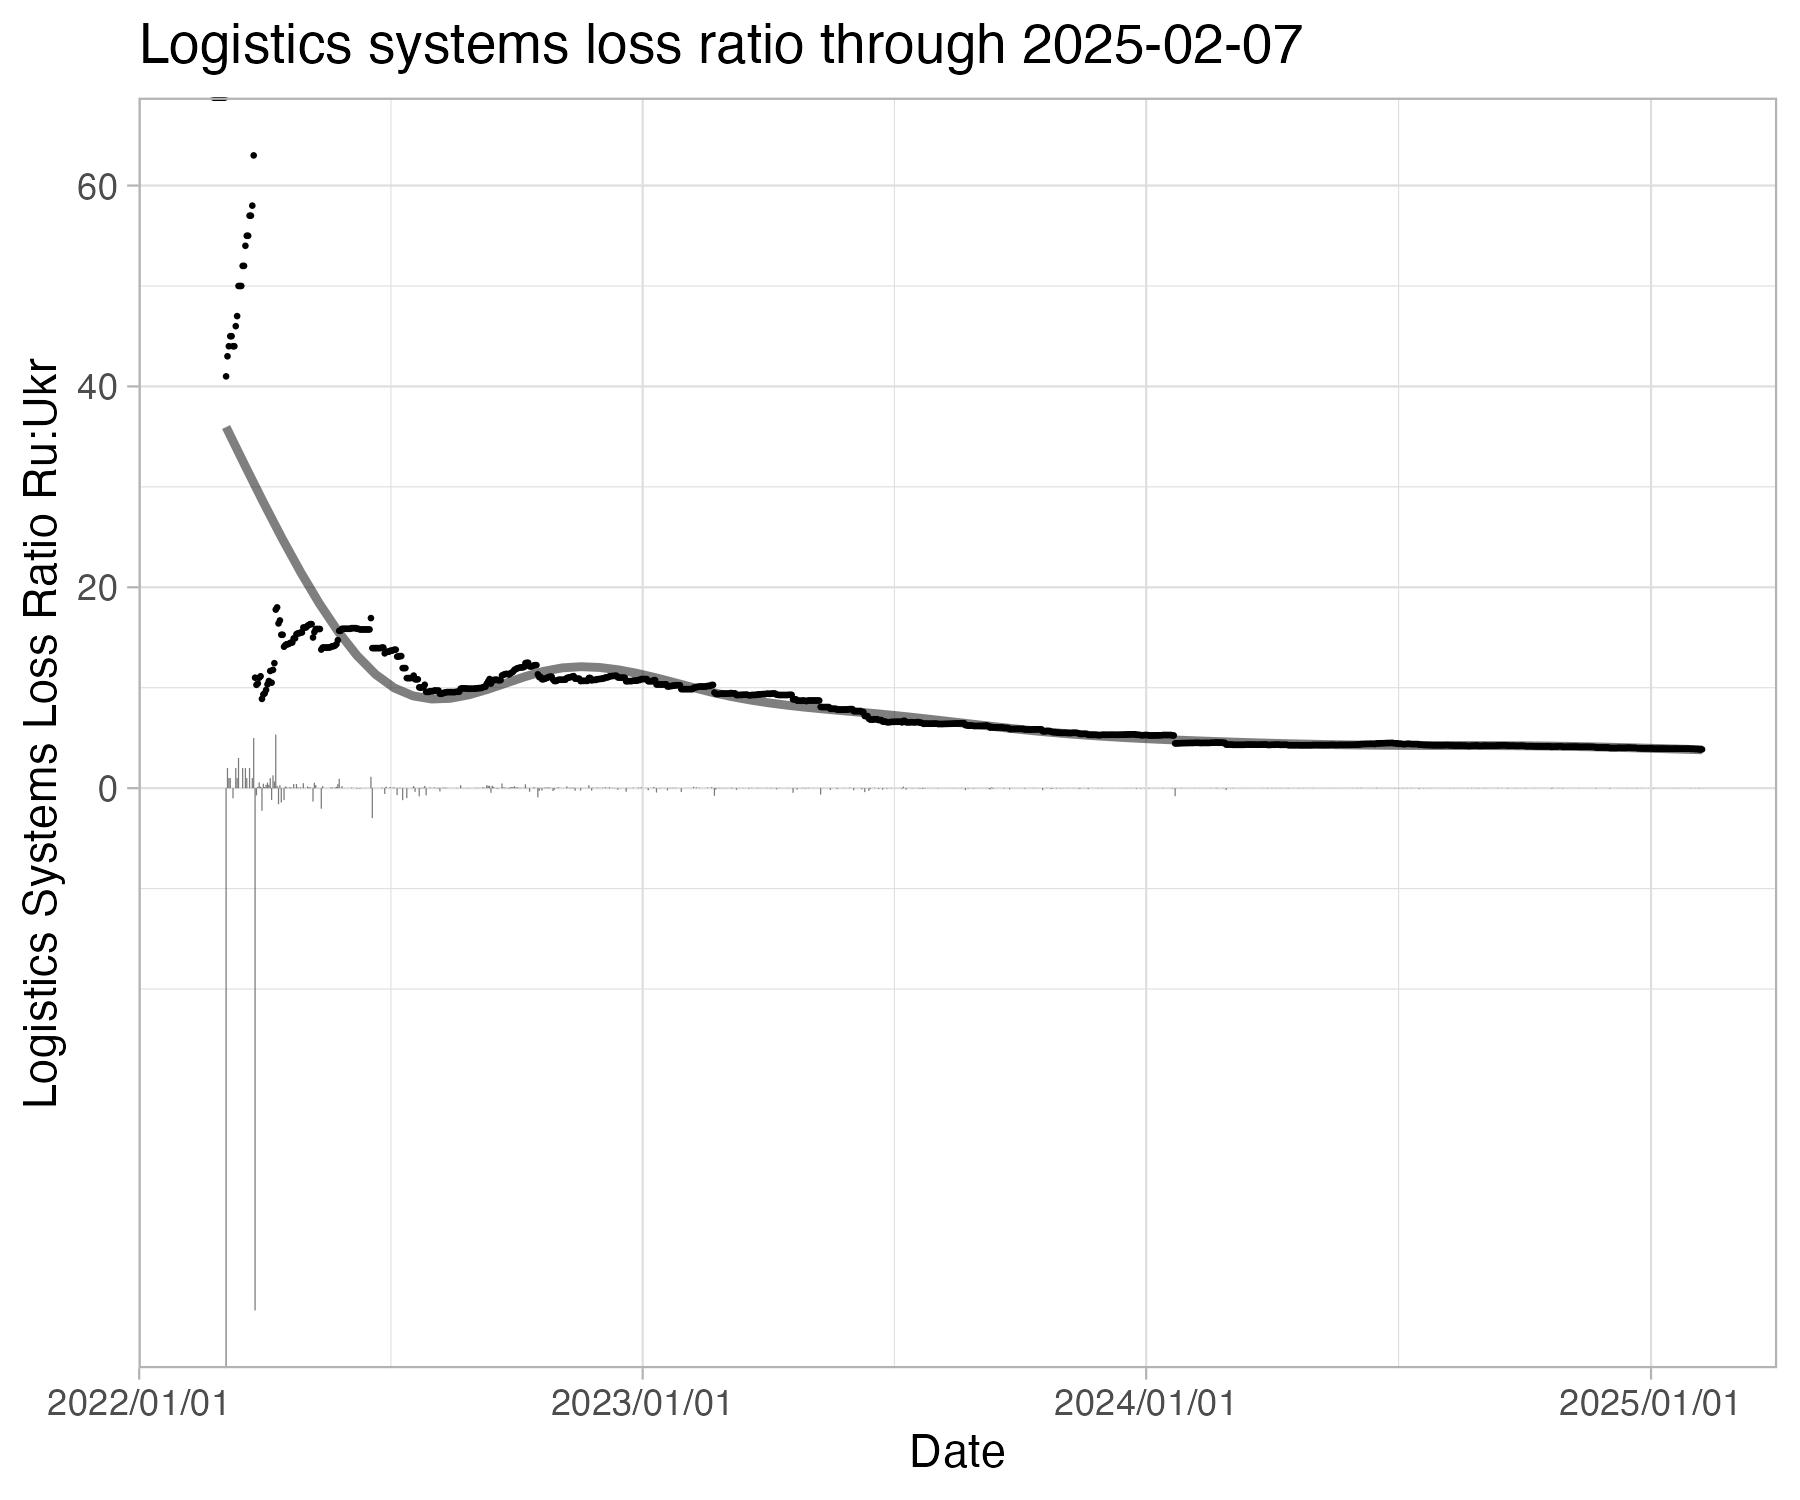 Logistics systems loss ratio through 2025-02-07
Logistics Systems Loss Ratio Ru:Ukr
60
40
20
0
2022/01/01
2023/01/01
2024/01/01
2025/01/01
Date